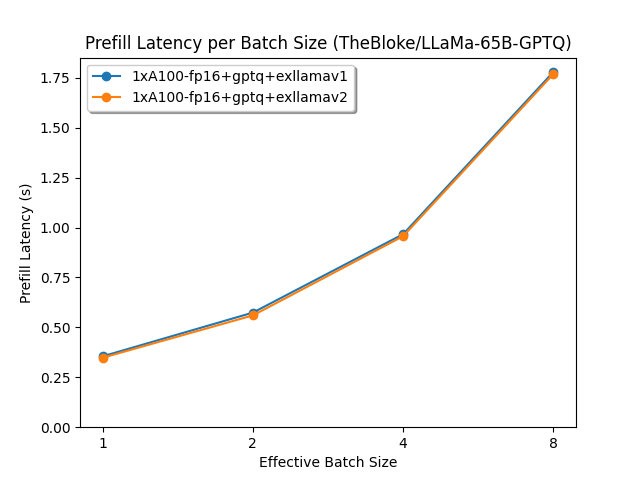 Prefill Latency per Batch Size (TheBloke/LLaMa-65B-GPTQ)
1xA100-fp16+gptq+exllamav1
1xA100-fp16+gptq+exllamav2
Prefill Latency (s)
1.75
1.50
1.25
1.00
0.75
0.50
0.25
0.00
1 2 4 8
Effective Batch Size